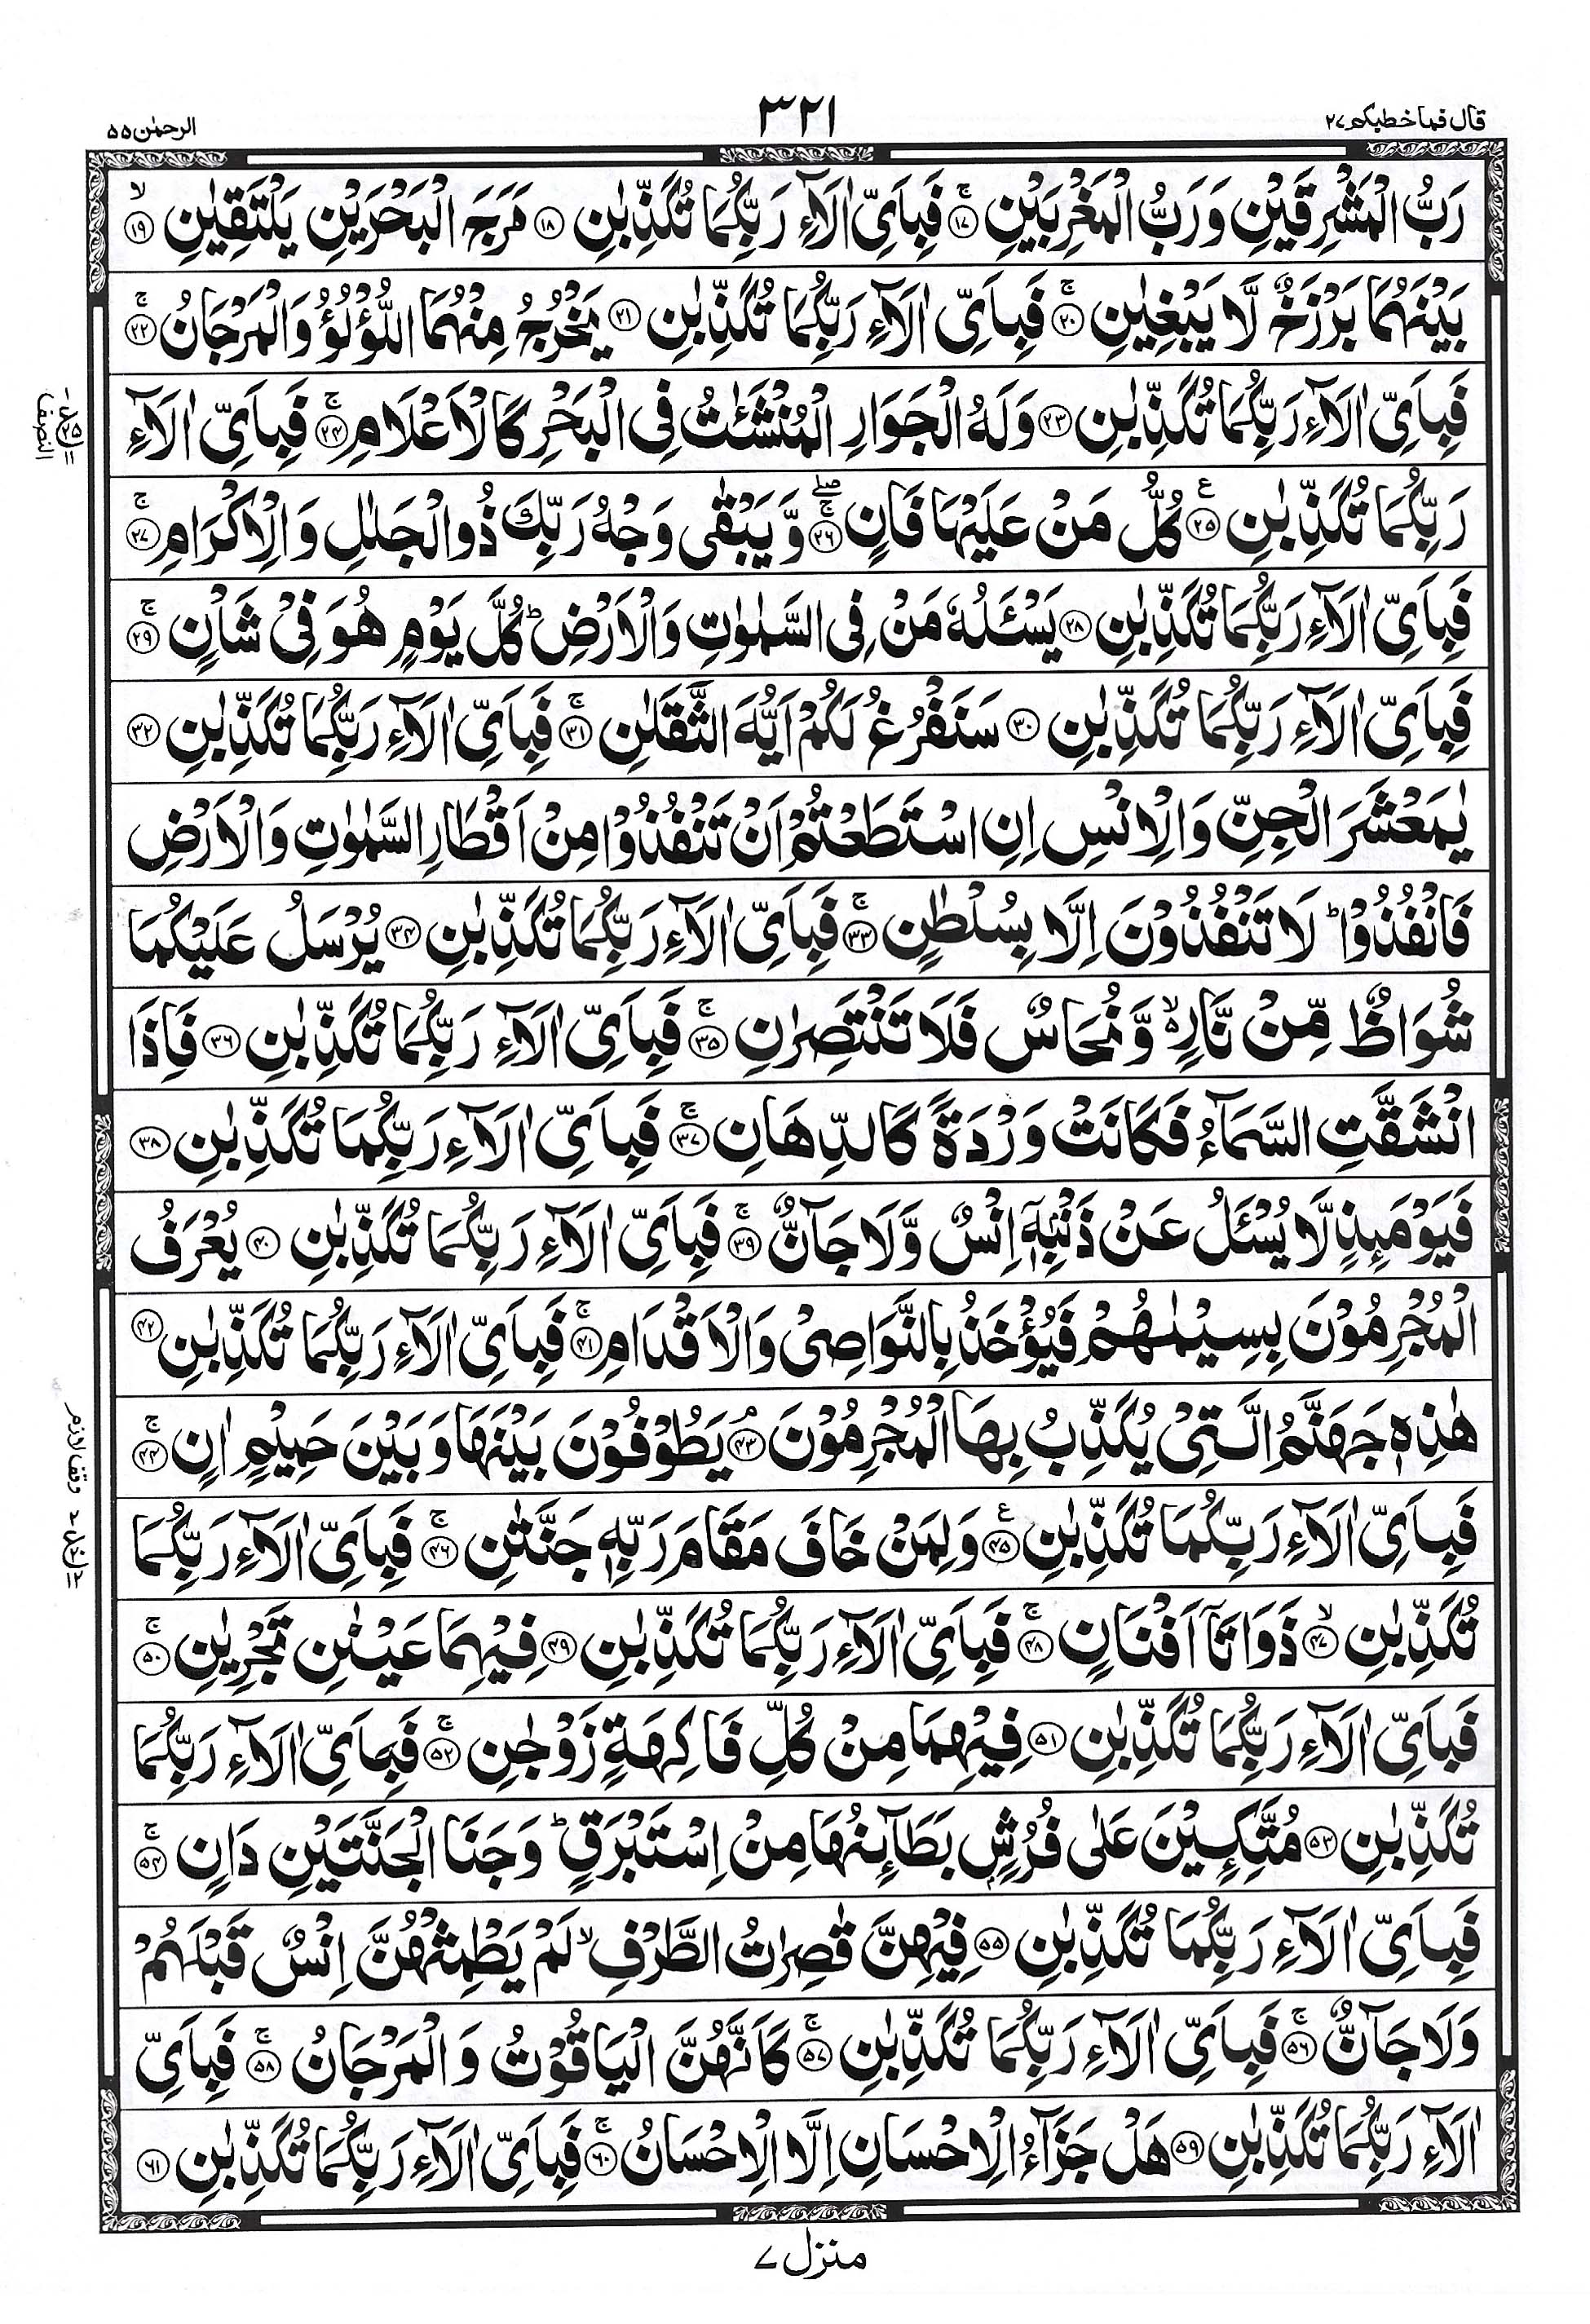 قال فما خطبكم ۲۷
۳۲۱
الرحمٰن ۵۵
رَبُّ الْمَشْرِقَيْنِ وَرَبُّ الْمَغْرِبَيْنِ ۚ﴿۱۷﴾ فَبِاَيِّ اٰلَآءِ رَبِّكُمَا تُكَذِّبٰنِ ﴿۱۸﴾ مَرَجَ الْبَحْرَيْنِ يَلْتَقِيٰنِ ۙ﴿۱۹﴾
بَيْنَهُمَا بَرْزَخٌ لَّا يَبْغِيٰنِ ۚ﴿۲۰﴾ فَبِاَيِّ اٰلَآءِ رَبِّكُمَا تُكَذِّبٰنِ ﴿۲۱﴾ يَخْرُجُ مِنْهُمَا اللُّؤْلُؤُ وَالْمَرْجَانُ ۚ﴿۲۲﴾
فَبِاَيِّ اٰلَآءِ رَبِّكُمَا تُكَذِّبٰنِ ﴿۲۳﴾ وَلَهُ الْجَوَارِ الْمُنْشَـٰٔتُ فِى الْبَحْرِ كَالْاَعْلَامِ ۚ﴿۲۴﴾ فَبِاَيِّ اٰلَآءِ
رَبِّكُمَا تُكَذِّبٰنِ ﴿۲۵﴾ ع كُلُّ مَنْ عَلَيْهَا فَانٍ ۚۖ﴿۲۶﴾ وَّيَبْقٰى وَجْهُ رَبِّكَ ذُوالْجَلٰلِ وَالْاِكْرَامِ ۚ﴿۲۷﴾
فَبِاَيِّ اٰلَآءِ رَبِّكُمَا تُكَذِّبٰنِ ﴿۲۸﴾ يَسْـَٔلُهٗ مَنْ فِى السَّمٰوٰتِ وَالْاَرْضِ ؕ كُلَّ يَوْمٍ هُوَ فِيْ شَاْنٍ ۚ﴿۲۹﴾
فَبِاَيِّ اٰلَآءِ رَبِّكُمَا تُكَذِّبٰنِ ﴿۳۰﴾ سَنَفْرُغُ لَكُمْ اَيُّهَ الثَّقَلٰنِ ۚ﴿۳۱﴾ فَبِاَيِّ اٰلَآءِ رَبِّكُمَا تُكَذِّبٰنِ ﴿۳۲﴾
يٰمَعْشَرَ الْجِنِّ وَالْاِنْسِ اِنِ اسْتَطَعْتُمْ اَنْ تَنْفُذُوْا مِنْ اَقْطَارِ السَّمٰوٰتِ وَالْاَرْضِ
فَانْفُذُوْا ؕ لَا تَنْفُذُوْنَ اِلَّا بِسُلْطٰنٍ ۚ﴿۳۳﴾ فَبِاَيِّ اٰلَآءِ رَبِّكُمَا تُكَذِّبٰنِ ﴿۳۴﴾ يُرْسَلُ عَلَيْكُمَا
شُوَاظٌ مِّنْ نَّارٍ ۙ وَّنُحَاسٌ فَلَا تَنْتَصِرٰنِ ۚ﴿۳۵﴾ فَبِاَيِّ اٰلَآءِ رَبِّكُمَا تُكَذِّبٰنِ ﴿۳۶﴾ فَاِذَا
انْشَقَّتِ السَّمَآءُ فَكَانَتْ وَرْدَةً كَالدِّهَانِ ۚ﴿۳۷﴾ فَبِاَيِّ اٰلَآءِ رَبِّكُمَا تُكَذِّبٰنِ ﴿۳۸﴾
فَيَوْمَىِٕذٍ لَّا يُسْـَٔلُ عَنْ ذَنْۢبِهٖٓ اِنْسٌ وَّلَا جَآنٌّ ۚ﴿۳۹﴾ فَبِاَيِّ اٰلَآءِ رَبِّكُمَا تُكَذِّبٰنِ ﴿۴۰﴾ يُعْرَفُ
الْمُجْرِمُوْنَ بِسِيْمٰهُمْ فَيُؤْخَذُ بِالنَّوَاصِيْ وَالْاَقْدَامِ ۚ﴿۴۱﴾ فَبِاَيِّ اٰلَآءِ رَبِّكُمَا تُكَذِّبٰنِ ﴿۴۲﴾
هٰذِهٖ جَهَنَّمُ الَّتِيْ يُكَذِّبُ بِهَا الْمُجْرِمُوْنَ ۘ﴿۴۳﴾ يَطُوْفُوْنَ بَيْنَهَا وَبَيْنَ حَمِيْمٍ اٰنٍ ۚ﴿۴۴﴾
فَبِاَيِّ اٰلَآءِ رَبِّكُمَا تُكَذِّبٰنِ ﴿۴۵﴾ ع وَلِمَنْ خَافَ مَقَامَ رَبِّهٖ جَنَّتٰنِ ۚ﴿۴۶﴾ فَبِاَيِّ اٰلَآءِ رَبِّكُمَا
تُكَذِّبٰنِ ۙ﴿۴۷﴾ ذَوَاتَآ اَفْنَانٍ ۚ﴿۴۸﴾ فَبِاَيِّ اٰلَآءِ رَبِّكُمَا تُكَذِّبٰنِ ﴿۴۹﴾ فِيْهِمَا عَيْنٰنِ تَجْرِيٰنِ ۚ﴿۵۰﴾
فَبِاَيِّ اٰلَآءِ رَبِّكُمَا تُكَذِّبٰنِ ﴿۵۱﴾ فِيْهِمَا مِنْ كُلِّ فَاكِهَةٍ زَوْجٰنِ ۚ﴿۵۲﴾ فَبِاَيِّ اٰلَآءِ رَبِّكُمَا
تُكَذِّبٰنِ ﴿۵۳﴾ مُتَّكِـِٕيْنَ عَلٰى فُرُشٍۢ بَطَآىِٕنُهَا مِنْ اِسْتَبْرَقٍ ؕ وَجَنَا الْجَنَّتَيْنِ دَانٍ ۚ﴿۵۴﴾
فَبِاَيِّ اٰلَآءِ رَبِّكُمَا تُكَذِّبٰنِ ﴿۵۵﴾ فِيْهِنَّ قٰصِرٰتُ الطَّرْفِ ۙ لَمْ يَطْمِثْهُنَّ اِنْسٌ قَبْلَهُمْ
وَلَا جَآنٌّ ۚ﴿۵۶﴾ فَبِاَيِّ اٰلَآءِ رَبِّكُمَا تُكَذِّبٰنِ ۚ﴿۵۷﴾ كَاَنَّهُنَّ الْيَاقُوْتُ وَالْمَرْجَانُ ۚ﴿۵۸﴾ فَبِاَيِّ
اٰلَآءِ رَبِّكُمَا تُكَذِّبٰنِ ﴿۵۹﴾ هَلْ جَزَآءُ الْاِحْسَانِ اِلَّا الْاِحْسَانُ ۚ﴿۶۰﴾ فَبِاَيِّ اٰلَآءِ رَبِّكُمَا تُكَذِّبٰنِ ﴿۶۱﴾
النصف
وقف لازم
منزل ۷